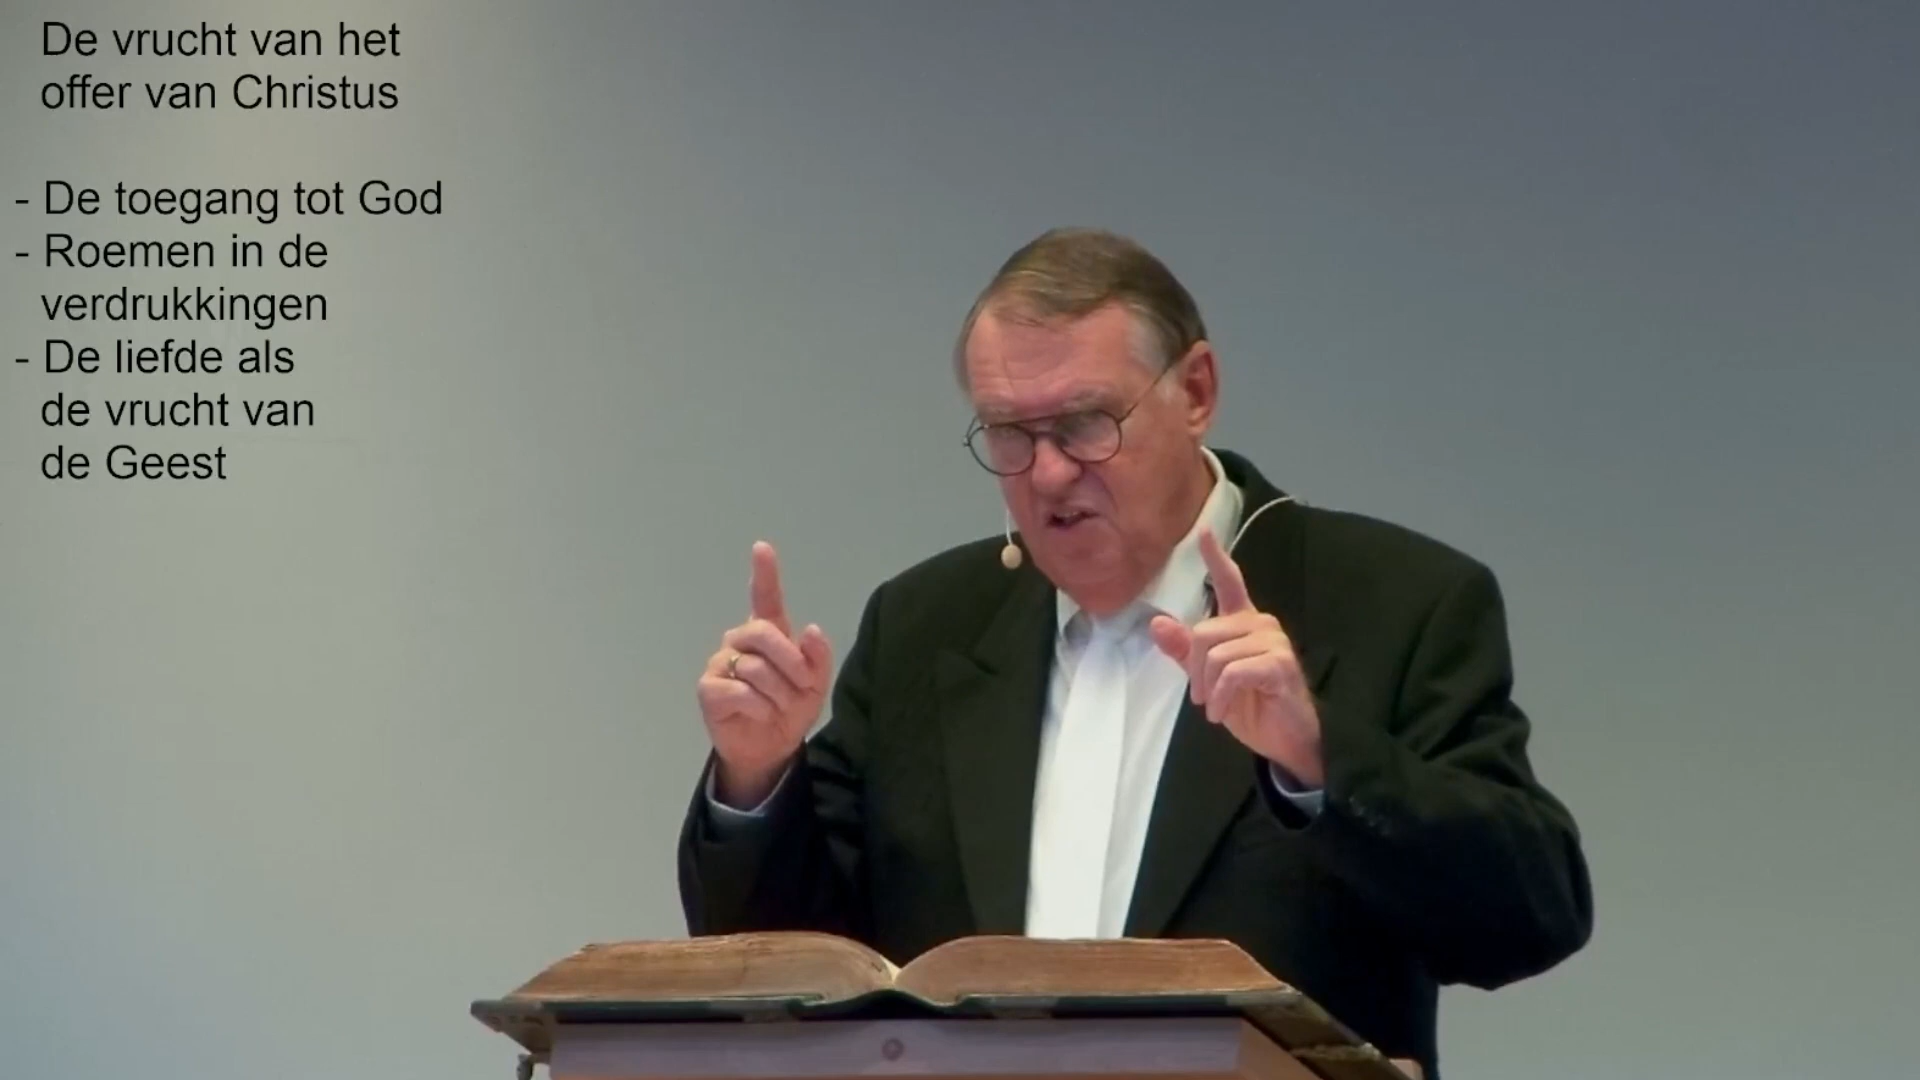 De vrucht van het
offer van Christus
- De toegang tot God
- Roemen in de
verdrukkingen
- De liefde als
de vrucht van
de Geest